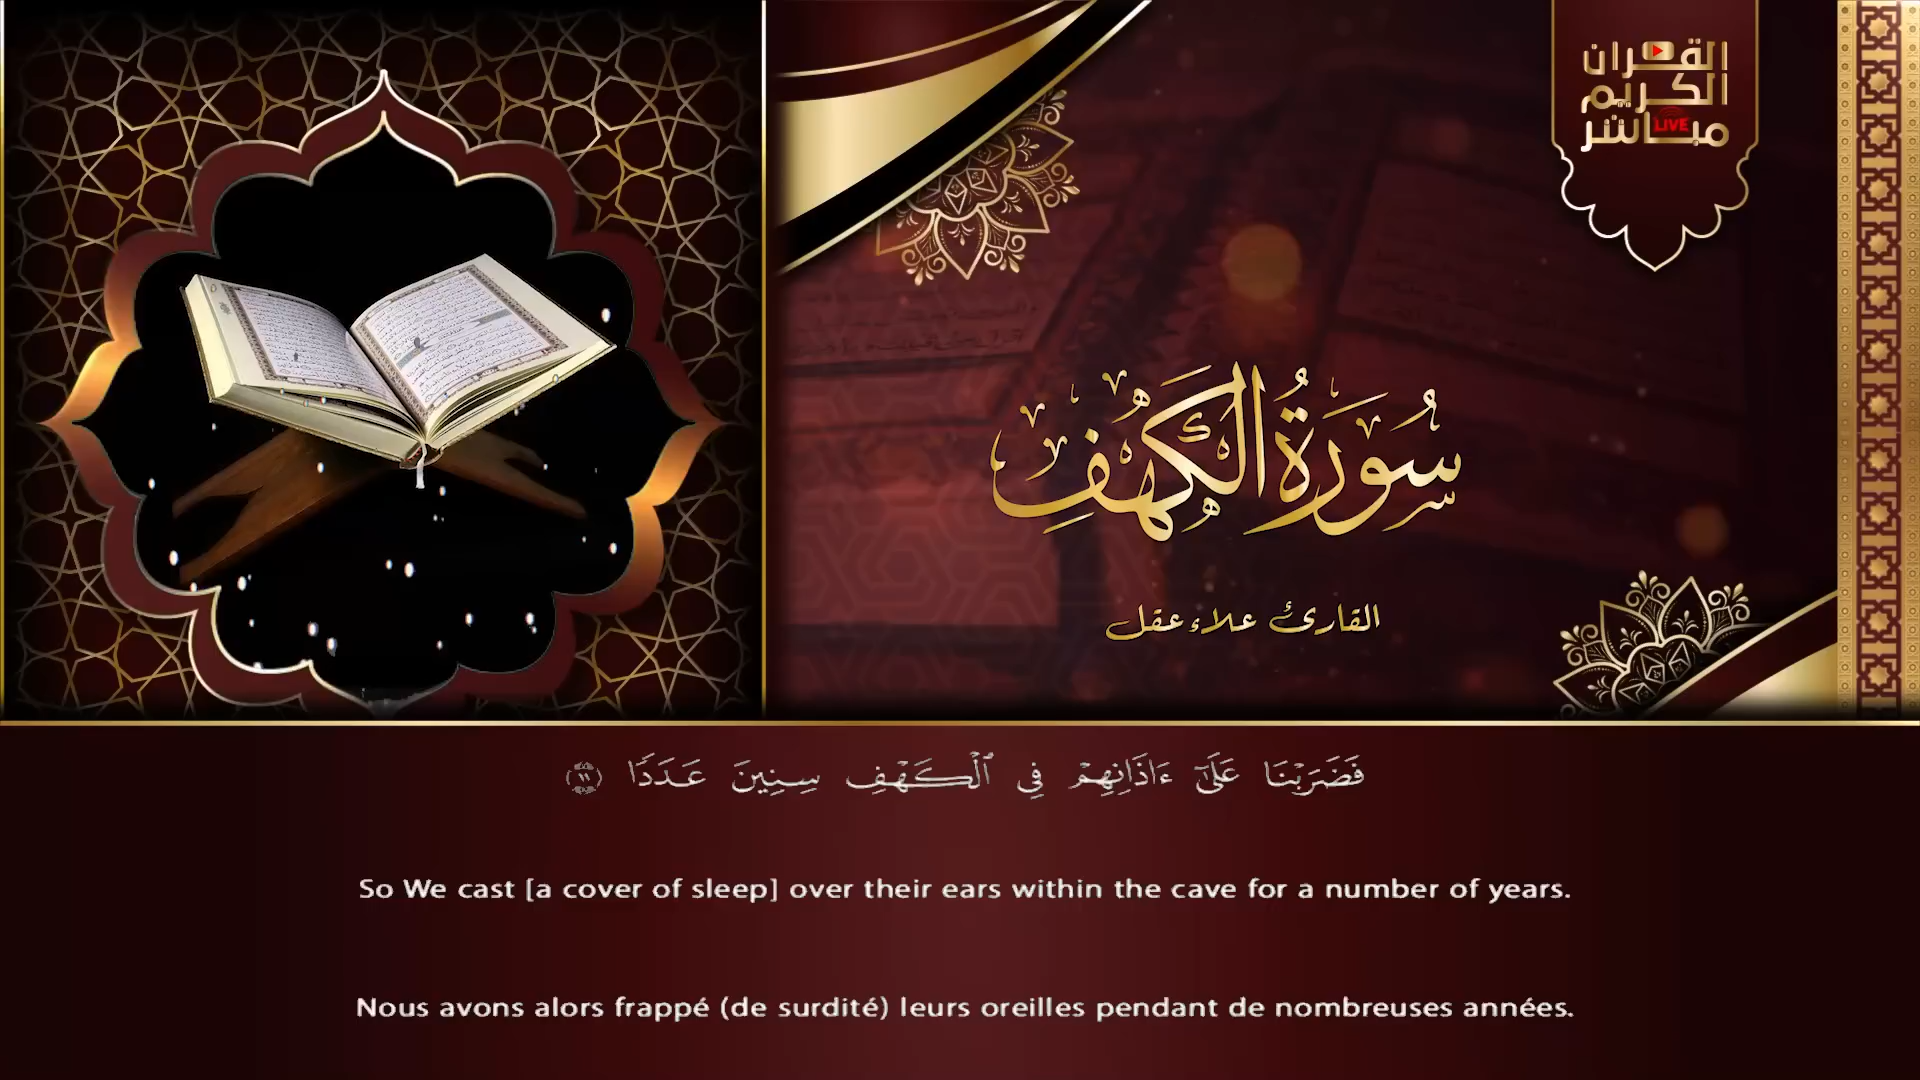 القرآن
الكريم
مباشر
LIVE
سُورَةُ الكَهْفِ
القارئ علاء عقل
فَضَرَبْنَا عَلَىٰٓ ءَاذَانِهِمْ فِي ٱلْكَهْفِ سِنِينَ عَدَدًا ١١
So We cast [a cover of sleep] over their ears within the cave for a number of years.
Nous avons alors frappé (de surdité) leurs oreilles pendant de nombreuses années.